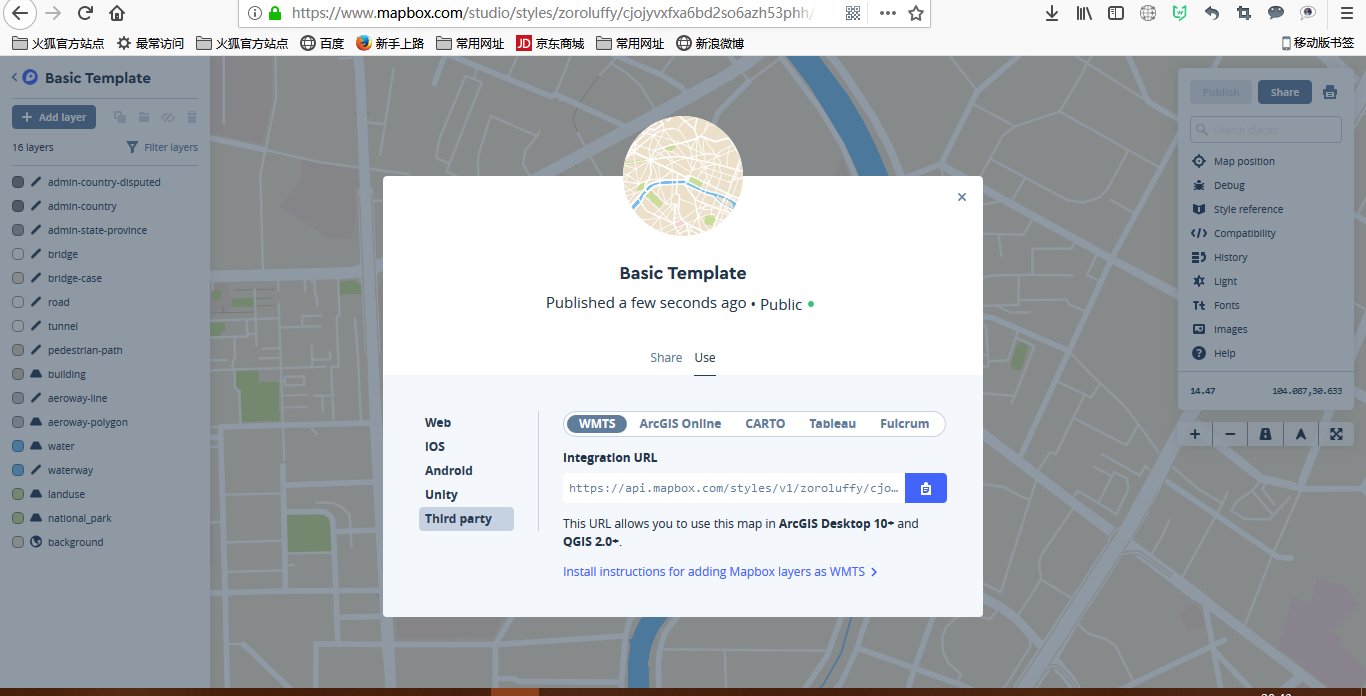 https://www.mapbox.com/studio/styles/zoroluffy/cjojyvxfxa6bd2so6azh53phh/
火狐官方站点 最常访问 火狐官方站点 百度 新手上路 常用网址 JD 京东商城 常用网址 新浪微博 移动版书签
Basic Template
Add layer
16 layers Filter layers
admin-country-disputed
admin-country
admin-state-province
bridge
bridge-case
road
tunnel
pedestrian-path
building
aeroway-line
aeroway-polygon
water
waterway
landuse
national_park
background
Basic Template
Published a few seconds ago • Public
Share Use
Web
iOS
Android
Unity
Third party
WMTS ArcGIS Online CARTO Tableau Fulcrum
Integration URL
https://api.mapbox.com/styles/v1/zoroluffy/cjo…
This URL allows you to use this map in ArcGIS Desktop 10+ and
QGIS 2.0+.
Install instructions for adding Mapbox layers as WMTS
Publish Share
Search places
Map position
Debug
Style reference
Compatibility
History
Light
Tt Fonts
Images
Help
14.47 104.087,30.633